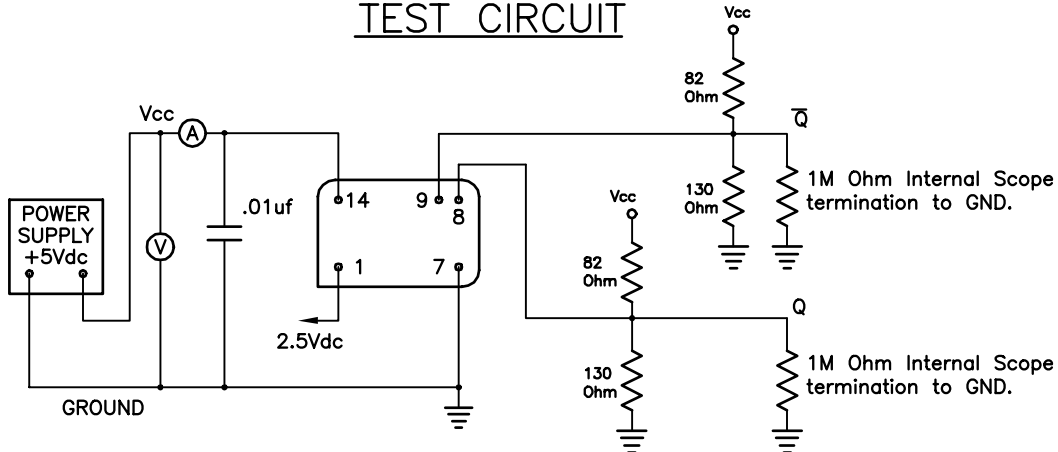 TEST CIRCUIT
Vcc
82
Ohm
Q̅
130
Ohm
1M Ohm Internal Scope
termination to GND.
Vcc
A
.01uf
14
9
8
1
7
2.5Vdc
POWER
SUPPLY
+5Vdc
V
GROUND
Vcc
82
Ohm
Q
130
Ohm
1M Ohm Internal Scope
termination to GND.